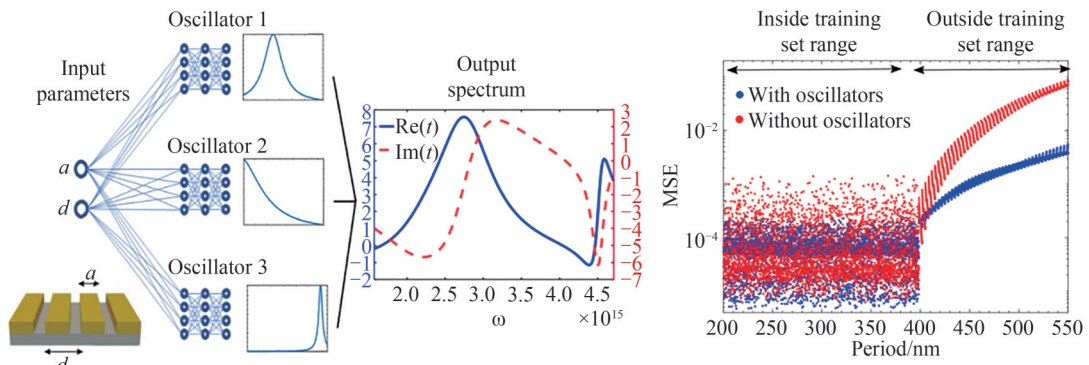 Oscillator 1
Input
parameters
Oscillator 2
a
d
Oscillator 3
a
d
Output
spectrum
8
7
6
5
4
3
2
1
0
−1
−2
Re(t)
Im(t)
3
2
1
0
−1
−2
−3
−4
−5
−6
−7
2.0 2.5 3.0 3.5 4.0 4.5
ω ×10¹⁵
Inside training
set range
Outside training
set range
With oscillators
Without oscillators
MSE
10⁻²
10⁻⁴
200 250 300 350 400 450 500 550
Period/nm